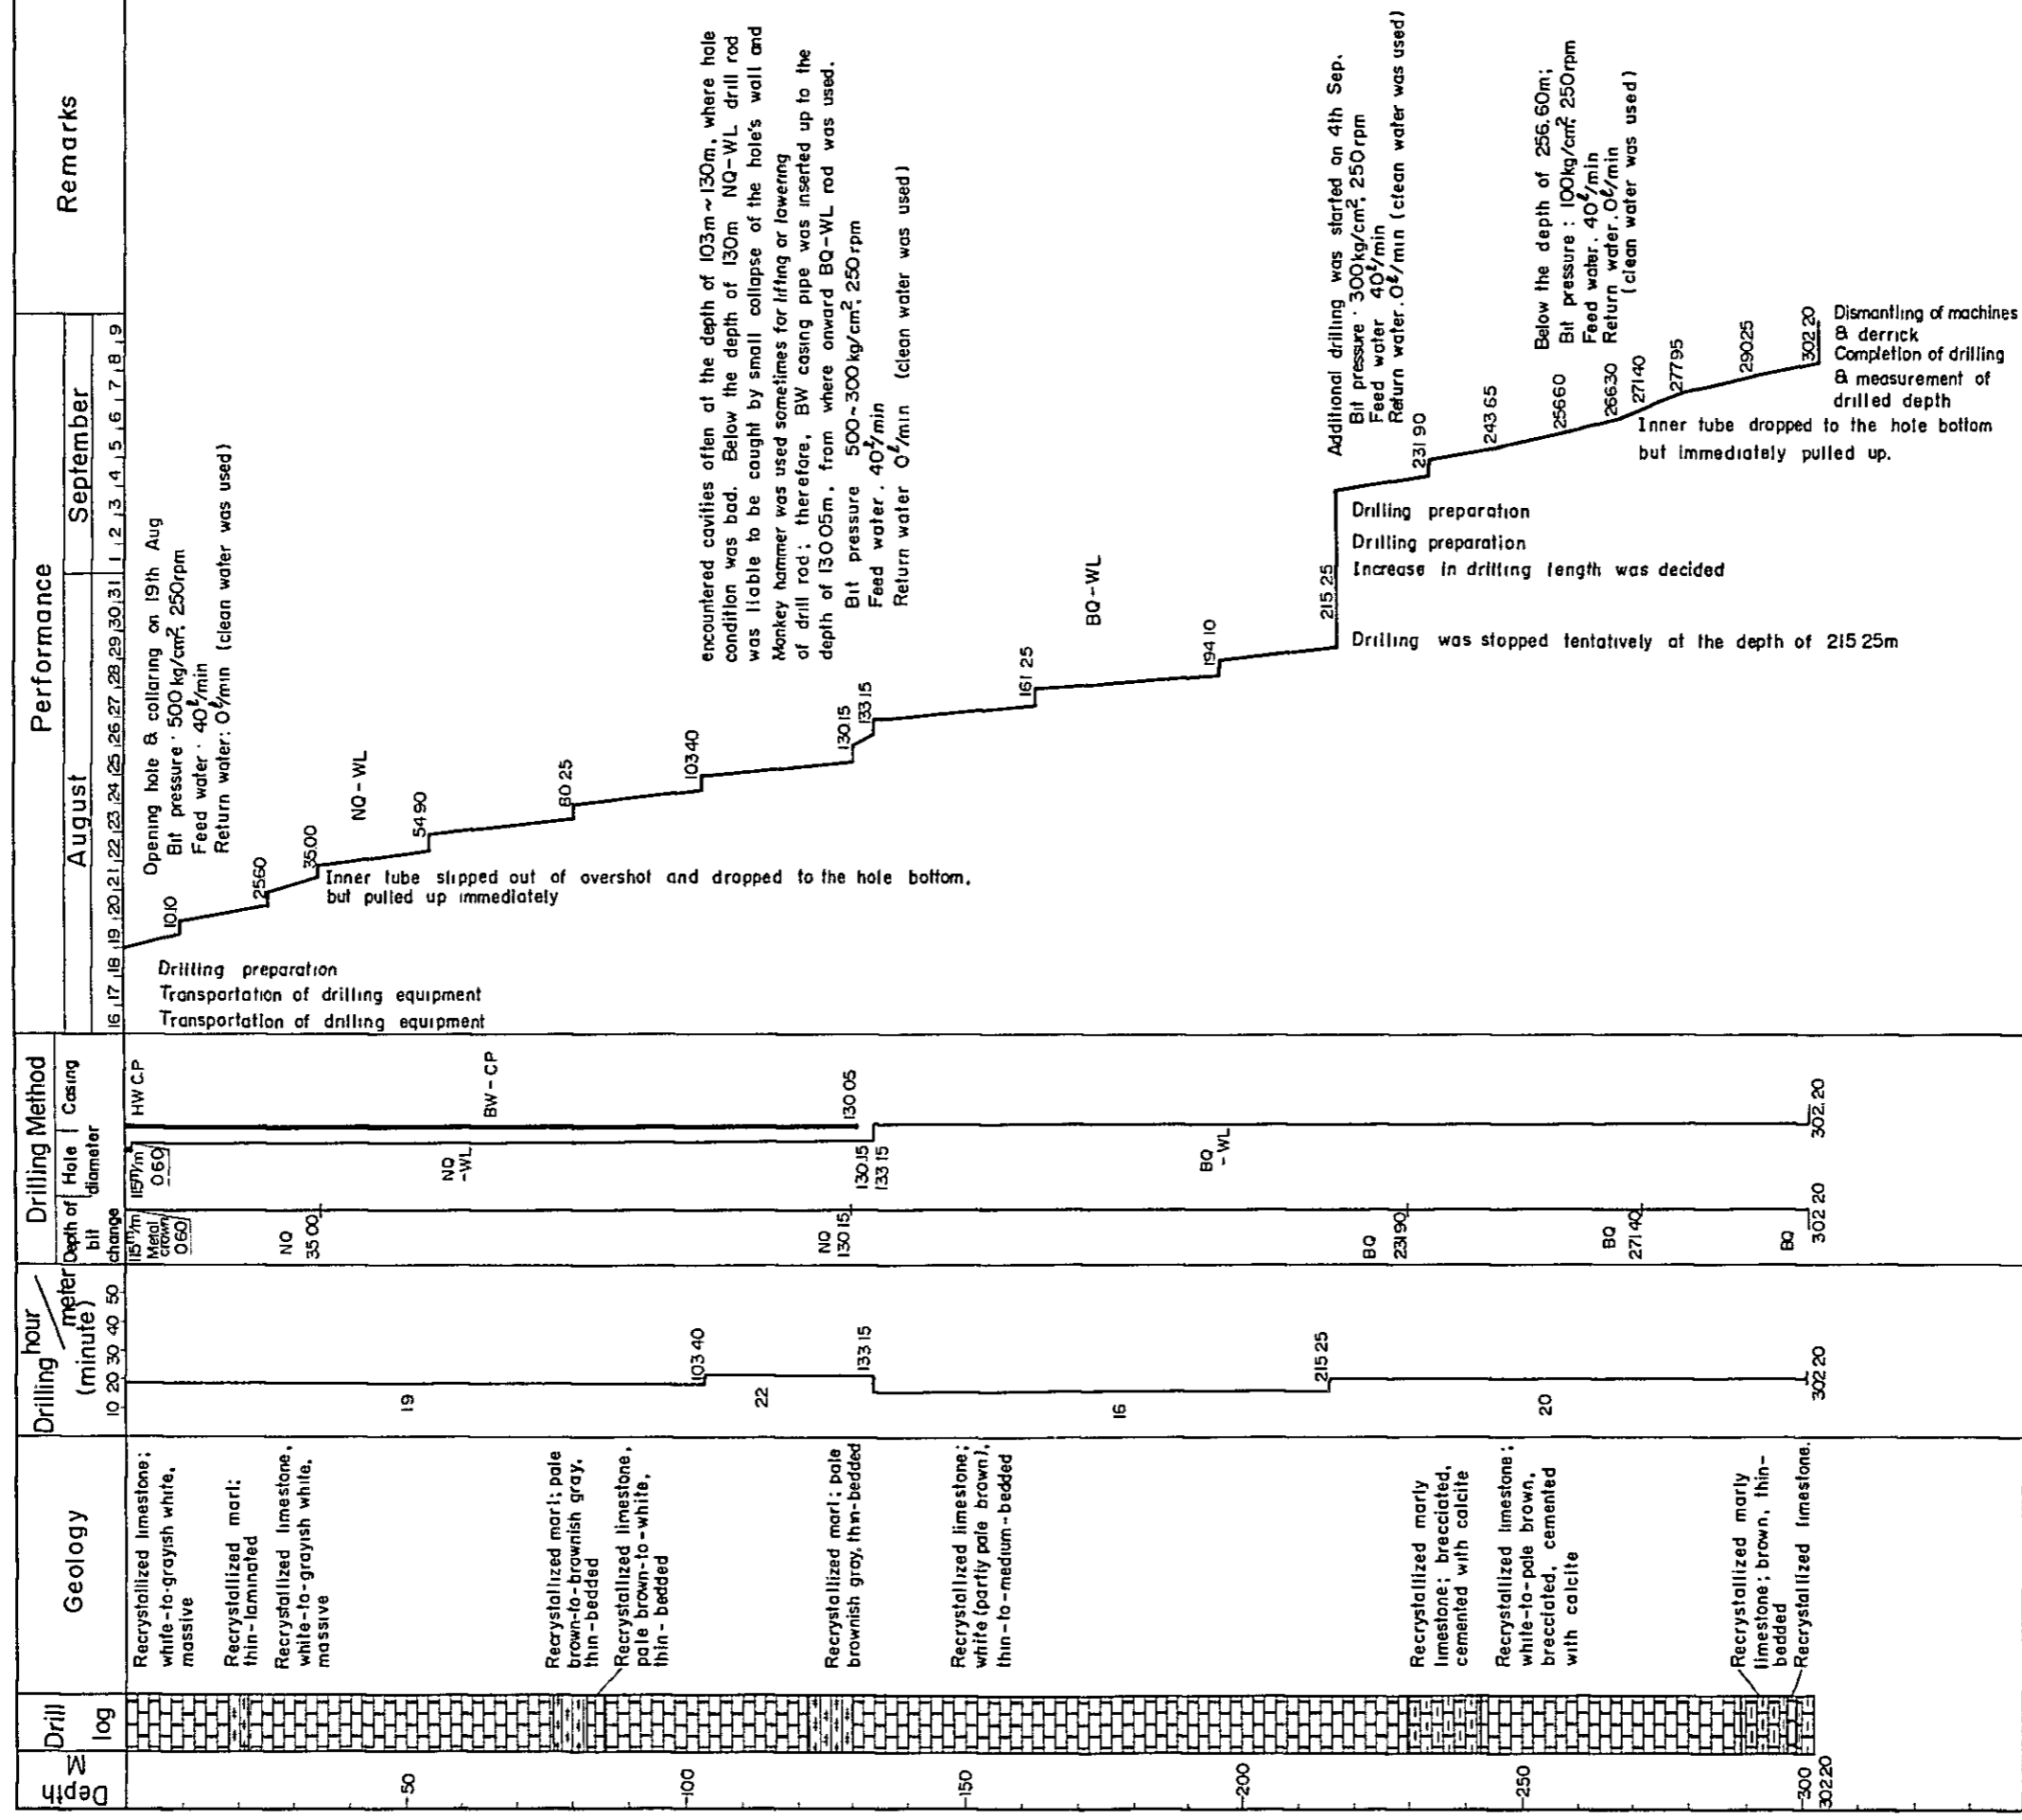 Depth M
Drill log
Geology
Drilling hour / meter (minute)
10 20 30 40 50
Drilling Method
Depth of bit change
Hole diameter
Casing
Performance
August
September
16 17 18 19 20 21 22 23 24 25 26 27 28 29 30 31
1 2 3 4 5 6 7 8 9
Remarks
50
100
150
200
250
300
302.20
Recrystallized limestone;
white-to-grayish white,
massive
Recrystallized marl;
thin-laminated
Recrystallized limestone,
white-to-grayish white,
massive
Recrystallized marl; pale
brown-to-brownish gray,
thin-bedded
Recrystallized limestone,
pale brown-to-white,
thin-bedded
Recrystallized marl; pale
brownish gray, thin-bedded
Recrystallized limestone;
white (partly pale brown),
thin-to-medium-bedded
Recrystallized marly
limestone; brecciated,
cemented with calcite
Recrystallized limestone;
white-to-pale brown,
brecciated, cemented
with calcite
Recrystallized marly
limestone; brown, thin-
bedded
Recrystallized limestone.
19
103 40
22
133 15
16
215 25
20
302 20
115m/m
Metal
crown
0.60
NQ
35 00
NQ
130 15
BQ
231 90
BQ
271 40
BQ
302 20
115m/m
0.60
NQ
-WL
130.15
133 15
BQ
-WL
HW C.P
BW-CP
130 05
302.20
Transportation of drilling equipment
Transportation of drilling equipment
Drilling preparation
Opening hole & collaring on 19th Aug
Bit pressure · 500 kg/cm², 250rpm
Feed water · 40ℓ/min
Return water: 0ℓ/min (clean water was used)
10.10
25 60
35.00
NQ-WL
54 90
Inner tube slipped out of overshot and dropped to the hole bottom,
but pulled up immediately
80 25
103 40
130.15
133.15
encountered cavities often at the depth of 103m~130m, where hole
condition was bad. Below the depth of 130m NQ-WL drill rod
was liable to be caught by small collapse of the hole's wall and
Monkey hammer was used sometimes for lifting or lowering
of drill rod; therefore, BW casing pipe was inserted up to the
depth of 130 05m, from where onward BQ-WL rod was used.
Bit pressure 500~300 kg/cm², 250 rpm
Feed water. 40ℓ/min
Return water 0ℓ/min (clean water was used)
161 25
BQ-WL
194 10
215 25
Drilling was stopped tentatively at the depth of 215 25m
Increase in drilling length was decided
Drilling preparation
Drilling preparation
Additional drilling was started on 4th Sep.
Bit pressure · 300kg/cm², 250 rpm
Feed water 40ℓ/min
Return water. 0ℓ/min (clean water was used)
231 90
243 65
256 60
266 30
271 40
277 95
290 25
302 20
Below the depth of 256.60m;
Bit pressure : 100kg/cm², 250rpm
Feed water. 40ℓ/min
Return water. 0ℓ/min
(clean water was used)
Inner tube dropped to the hole bottom
but immediately pulled up.
Dismantling of machines
& derrick
Completion of drilling
& measurement of
drilled depth